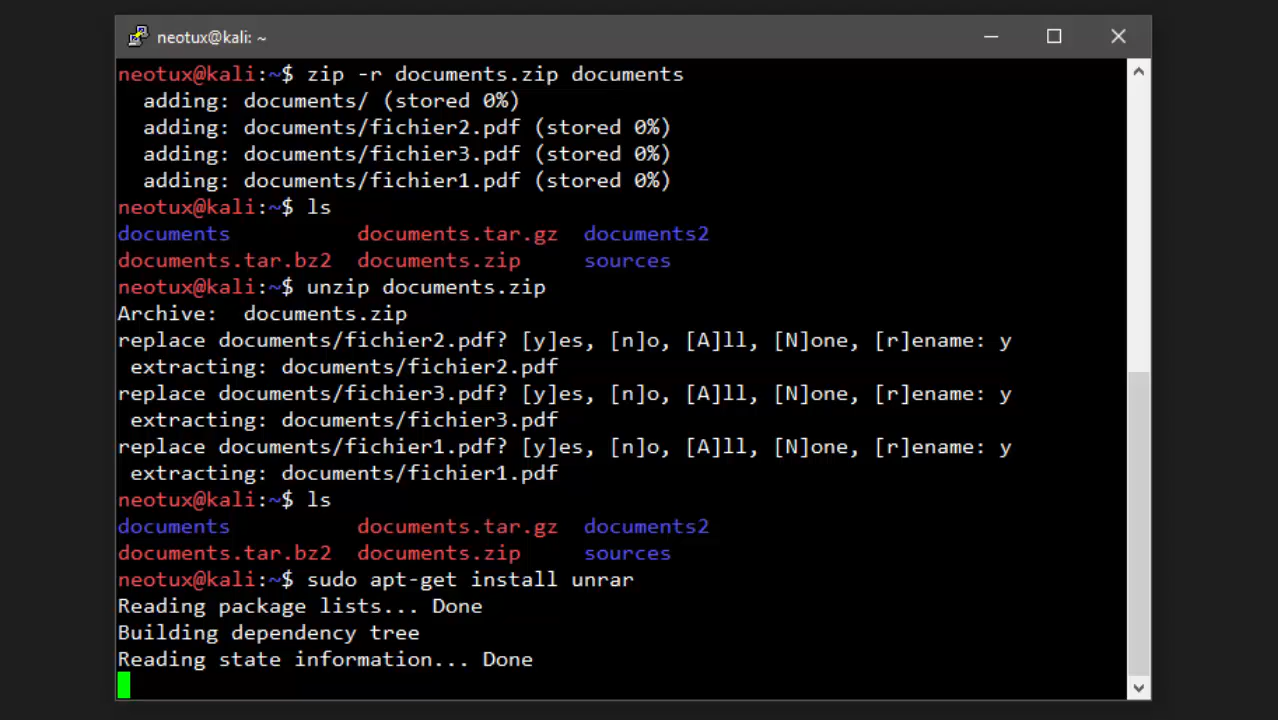 neotux@kali: ~
neotux@kali:~$ zip -r documents.zip documents
  adding: documents/ (stored 0%)
  adding: documents/fichier2.pdf (stored 0%)
  adding: documents/fichier3.pdf (stored 0%)
  adding: documents/fichier1.pdf (stored 0%)
neotux@kali:~$ ls
documents          documents.tar.gz  documents2
documents.tar.bz2  documents.zip     sources
neotux@kali:~$ unzip documents.zip
Archive:  documents.zip
replace documents/fichier2.pdf? [y]es, [n]o, [A]ll, [N]one, [r]ename: y
 extracting: documents/fichier2.pdf
replace documents/fichier3.pdf? [y]es, [n]o, [A]ll, [N]one, [r]ename: y
 extracting: documents/fichier3.pdf
replace documents/fichier1.pdf? [y]es, [n]o, [A]ll, [N]one, [r]ename: y
 extracting: documents/fichier1.pdf
neotux@kali:~$ ls
documents          documents.tar.gz  documents2
documents.tar.bz2  documents.zip     sources
neotux@kali:~$ sudo apt-get install unrar
Reading package lists... Done
Building dependency tree
Reading state information... Done